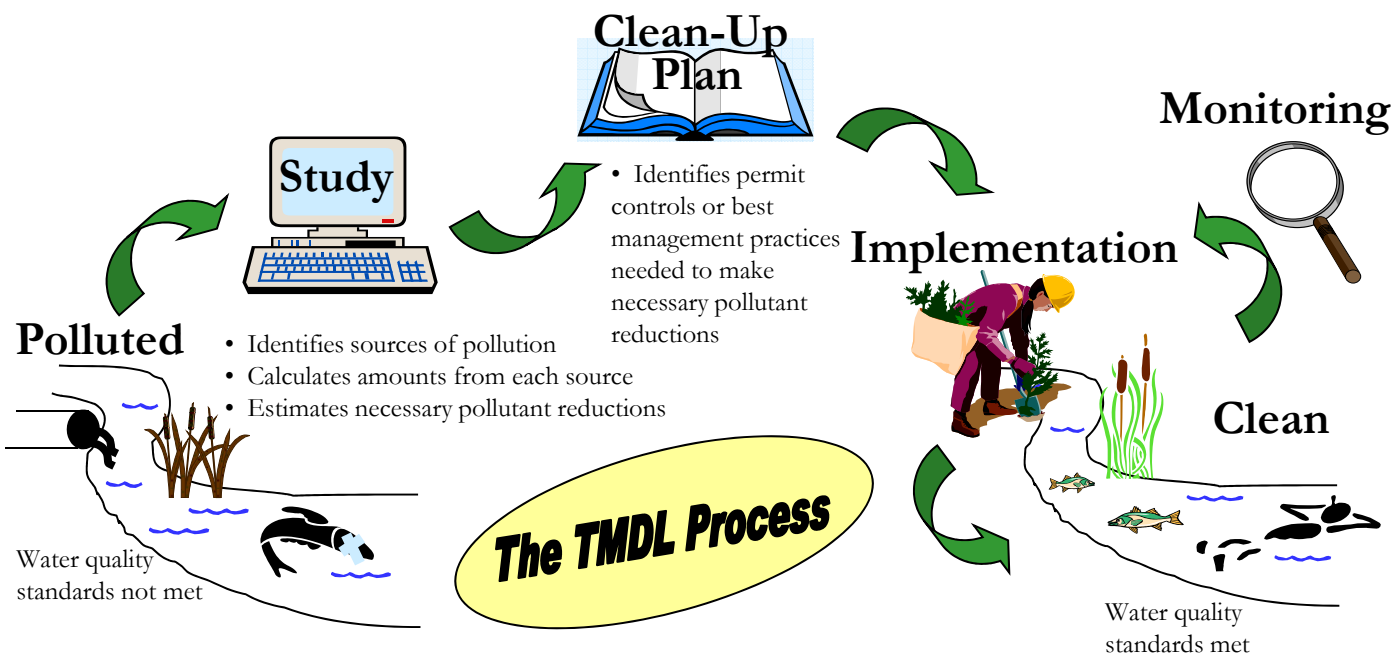 Polluted
Water quality
standards not met
Study
• Identifies sources of pollution
• Calculates amounts from each source
• Estimates necessary pollutant reductions
Clean-Up
Plan
• Identifies permit
controls or best
management practices
needed to make
necessary pollutant
reductions
Implementation
Clean
Water quality
standards met
Monitoring
The TMDL Process